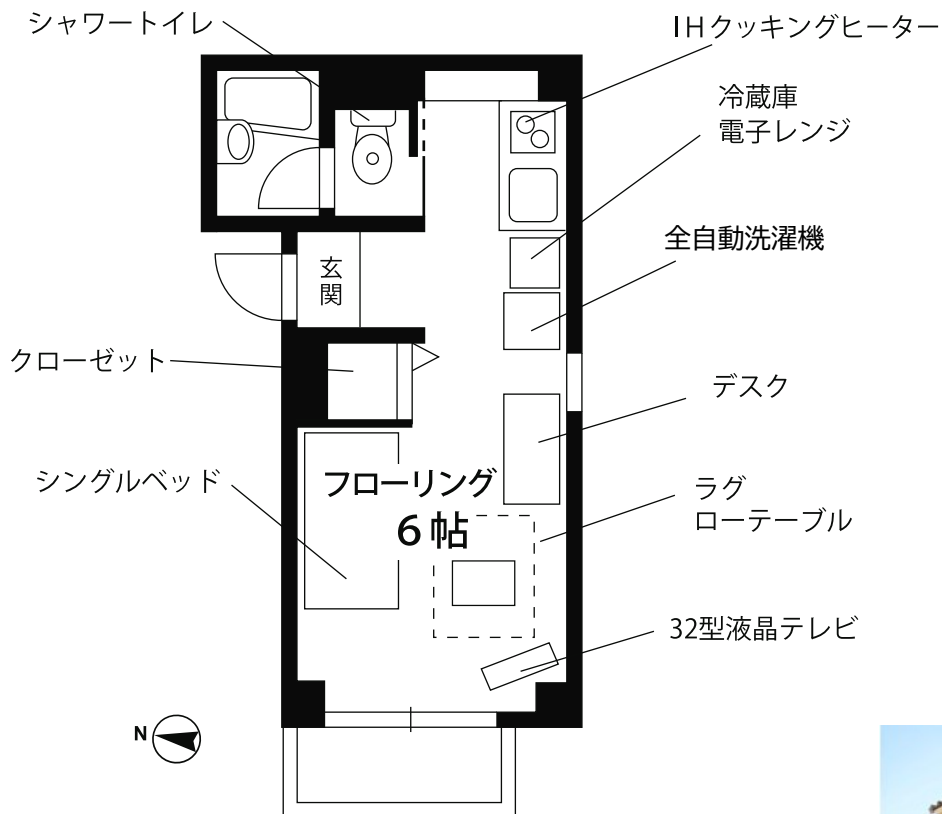 シャワートイレ
IHクッキングヒーター
冷蔵庫
電子レンジ
全自動洗濯機
玄
関
クローゼット
デスク
シングルベッド
フローリング
6帖
ラグ
ローテーブル
32型液晶テレビ
N